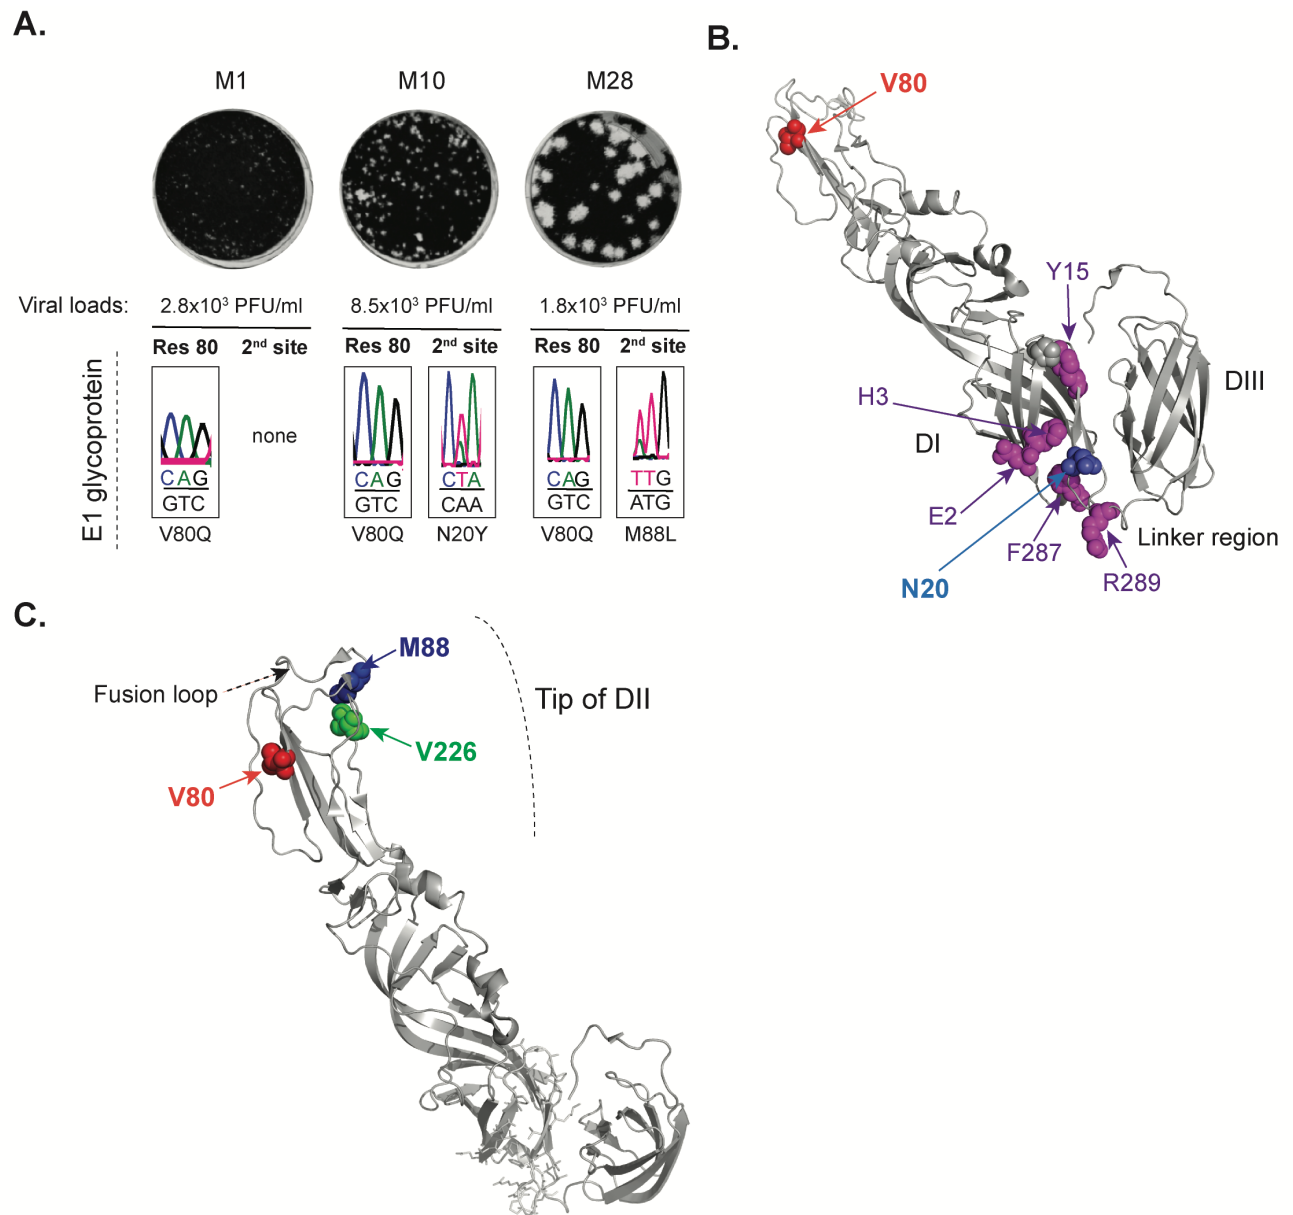 A.
M1 M10 M28
Viral loads: 2.8x10³ PFU/ml 8.5x10³ PFU/ml 1.8x10³ PFU/ml
Res 80 2nd site Res 80 2nd site Res 80 2nd site
E1 glycoprotein
none
CAG CAG CTA CAG TTG
GTC GTC CAA GTC ATG
V80Q V80Q N20Y V80Q M88L
B.
V80
Y15
H3
DIII
DI
E2
F287
Linker region
N20
R289
C.
M88
Fusion loop
Tip of DII
V226
V80